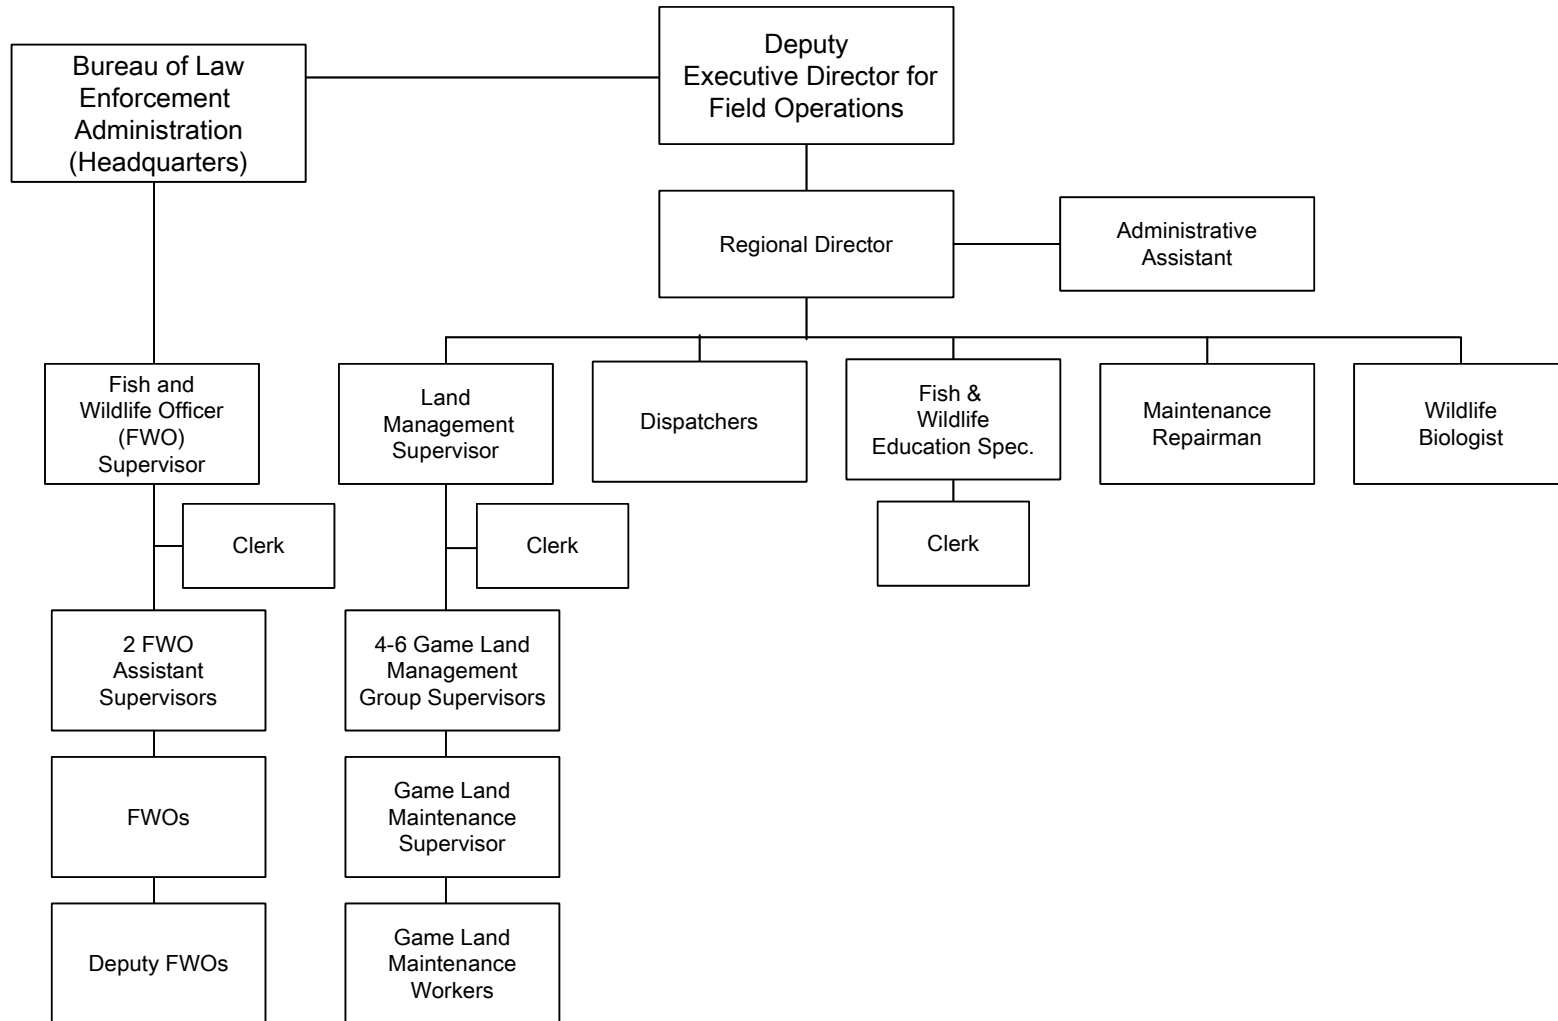 Deputy
Executive Director for
Field Operations
Bureau of Law
Enforcement
Administration
(Headquarters)
Regional Director
Administrative
Assistant
Fish and
Wildlife Officer
(FWO)
Supervisor
Land
Management
Supervisor
Dispatchers
Fish &
Wildlife
Education Spec.
Maintenance
Repairman
Wildlife
Biologist
Clerk
Clerk
Clerk
2 FWO
Assistant
Supervisors
4-6 Game Land
Management
Group Supervisors
FWOs
Game Land
Maintenance
Supervisor
Deputy FWOs
Game Land
Maintenance
Workers